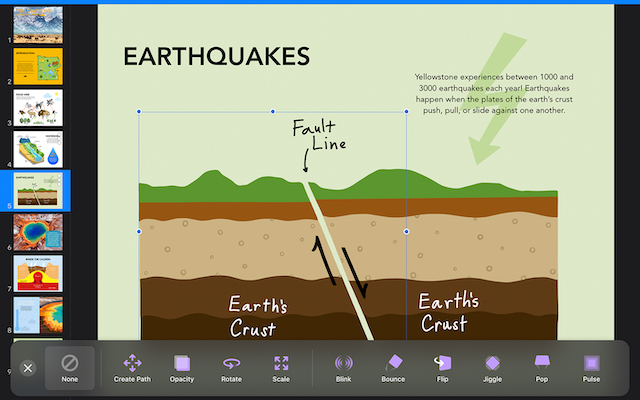 EARTHQUAKES
Yellowstone experiences between 1000 and
3000 earthquakes each year! Earthquakes
happen when the plates of the earth's crust
push, pull, or slide against one another.
Fault
Line
Earth's
Crust
Earth's
Crust
1
2
3
4
5
6
7
8
9
EARTHQUAKES
None
Create Path
Opacity
Rotate
Scale
Blink
Bounce
Flip
Jiggle
Pop
Pulse